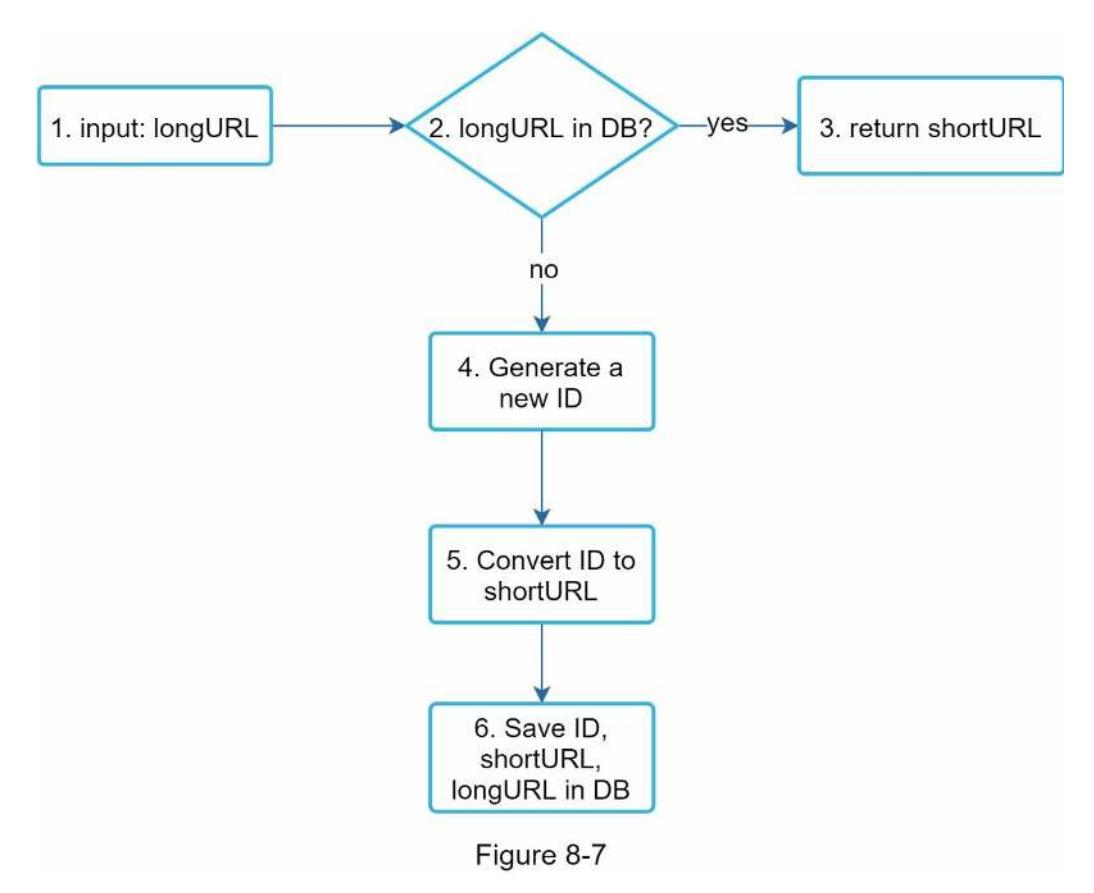 1. input: longURL
2. longURL in DB?
yes
3. return shortURL
no
4. Generate a
new ID
5. Convert ID to
shortURL
6. Save ID,
shortURL,
longURL in DB
Figure 8-7